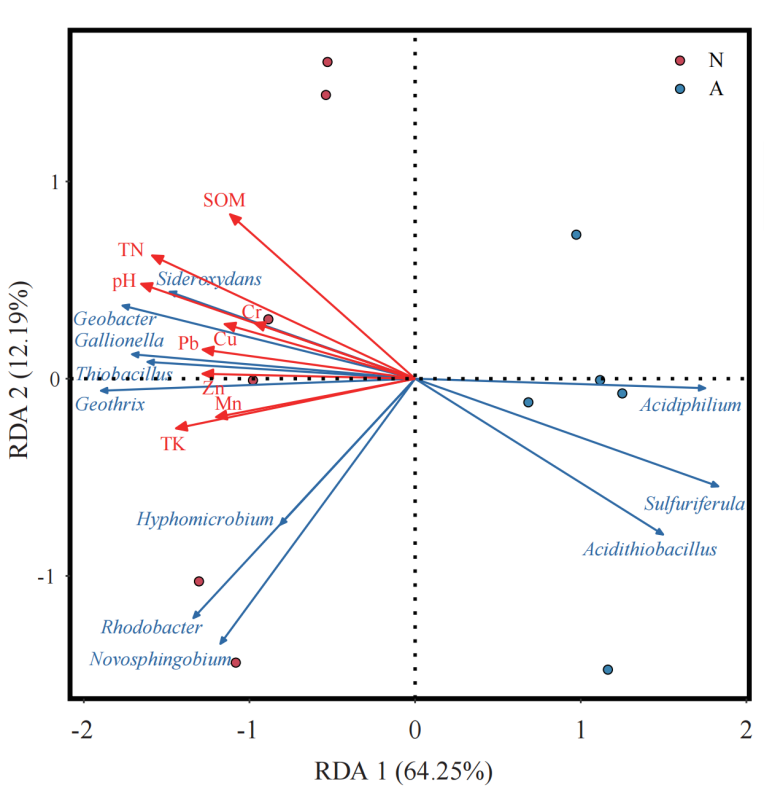 N
A
1
SOM
TN
pH
Sideroxydans
Geobacter
Cr
Gallionella
Pb
Cu
Thiobacillus
0
Zn
Geothrix
Mn
TK
Acidiphilium
Sulfuriferula
Hyphomicrobium
Acidithiobacillus
-1
Rhodobacter
Novosphingobium
RDA 2 (12.19%)
-2 -1 0 1 2
RDA 1 (64.25%)